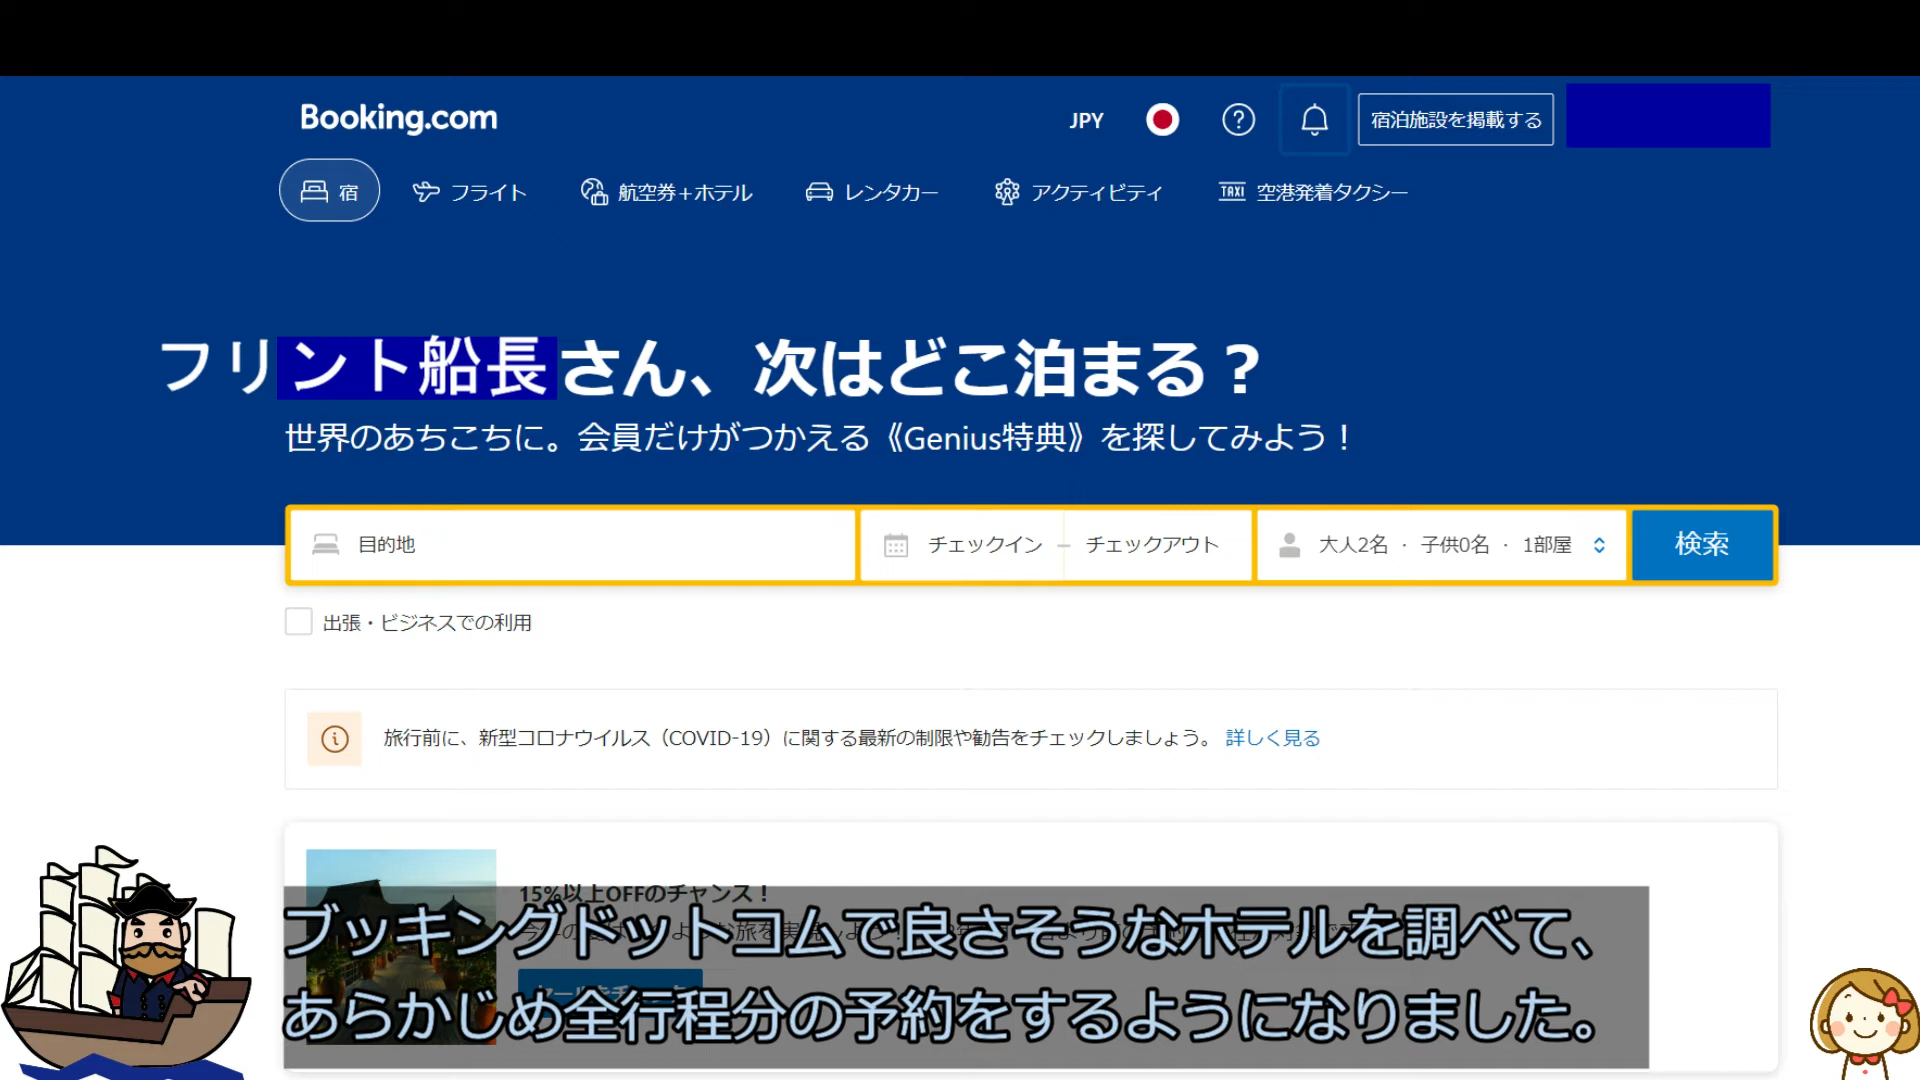 Booking.com
JPY
宿泊施設を掲載する
宿
フライト
航空券+ホテル
レンタカー
アクティビティ
TAXI 空港発着タクシー
フリント船長さん、次はどこ泊まる？
世界のあちこちに。会員だけがつかえる《Genius特典》を探してみよう！
目的地
チェックイン — チェックアウト
大人2名 · 子供0名 · 1部屋
検索
出張・ビジネスでの利用
旅行前に、新型コロナウイルス（COVID-19）に関する最新の制限や勧告をチェックしましょう。 詳しく見る
15%以上OFFのチャンス！
ブッキングドットコムで良さそうなホテルを調べて、
あらかじめ全行程分の予約をするようになりました。